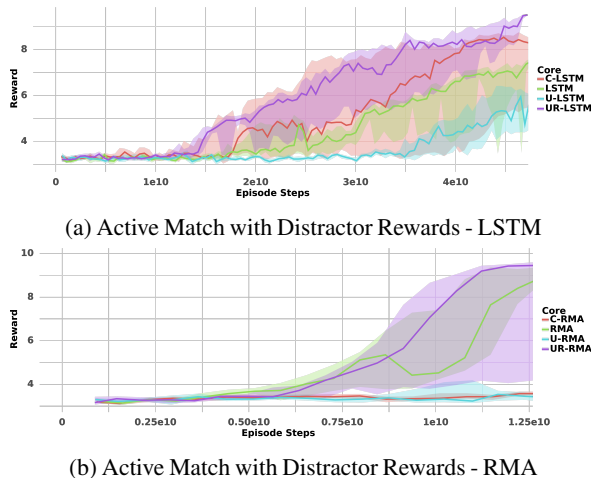 8
6
4
Reward
0
1e10
2e10
3e10
4e10
Episode Steps
Core
C-LSTM
LSTM
U-LSTM
UR-LSTM
(a) Active Match with Distractor Rewards - LSTM
10
8
6
4
Reward
0
0.25e10
0.50e10
0.75e10
1e10
1.25e10
Episode Steps
Core
C-RMA
RMA
U-RMA
UR-RMA
(b) Active Match with Distractor Rewards - RMA